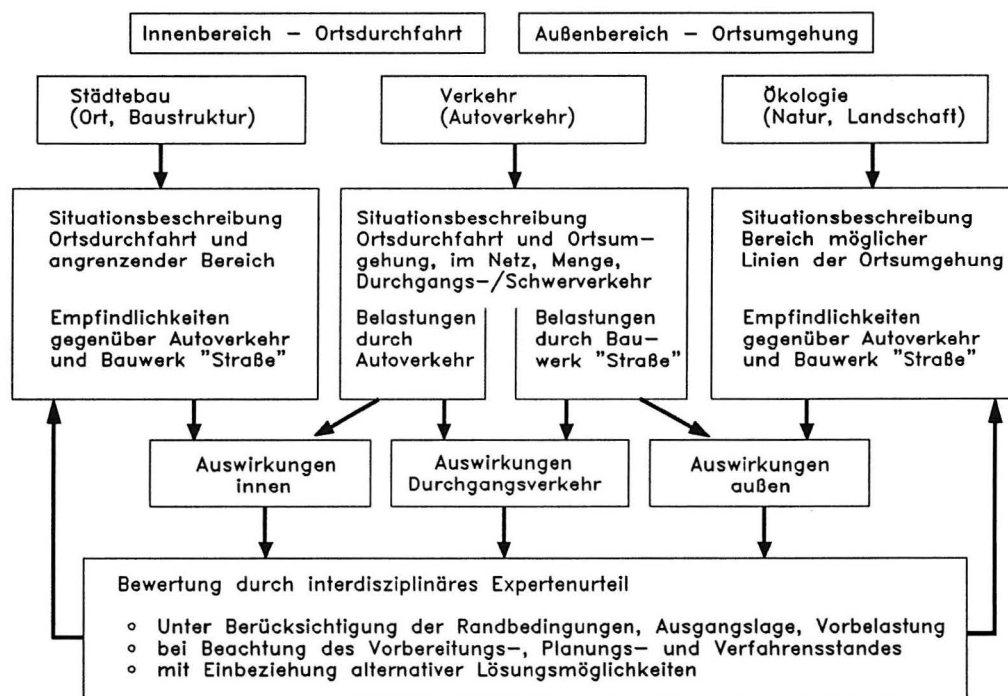 Innenbereich – Ortsdurchfahrt
Außenbereich – Ortsumgehung
Städtebau
(Ort, Baustruktur)
Verkehr
(Autoverkehr)
Ökologie
(Natur, Landschaft)
Situationsbeschreibung
Ortsdurchfahrt und
angrenzender Bereich
Empfindlichkeiten
gegenüber Autoverkehr
und Bauwerk "Straße"
Situationsbeschreibung
Ortsdurchfahrt und Ortsum–
gehung, im Netz, Menge,
Durchgangs–/Schwerverkehr
Belastungen
durch
Autoverkehr
Belastungen
durch Bau–
werk "Straße"
Situationsbeschreibung
Bereich möglicher
Linien der Ortsumgehung
Empfindlichkeiten
gegenüber Autoverkehr
und Bauwerk "Straße"
Auswirkungen
innen
Auswirkungen
Durchgangsverkehr
Auswirkungen
außen
Bewertung durch interdisziplinäres Expertenurteil
o Unter Berücksichtigung der Randbedingungen, Ausgangslage, Vorbelastung
o bei Beachtung des Vorbereitungs–, Planungs– und Verfahrensstandes
o mit Einbeziehung alternativer Lösungsmöglichkeiten